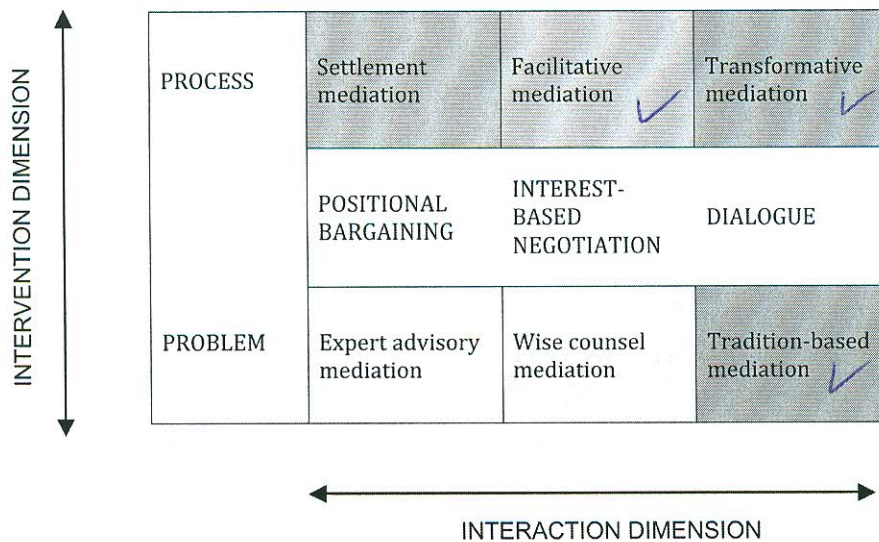 INTERVENTION DIMENSION
PROCESS
Settlement
mediation
Facilitative
mediation
Transformative
mediation
POSITIONAL
BARGAINING
INTEREST-
BASED
NEGOTIATION
DIALOGUE
PROBLEM
Expert advisory
mediation
Wise counsel
mediation
Tradition-based
mediation
INTERACTION DIMENSION